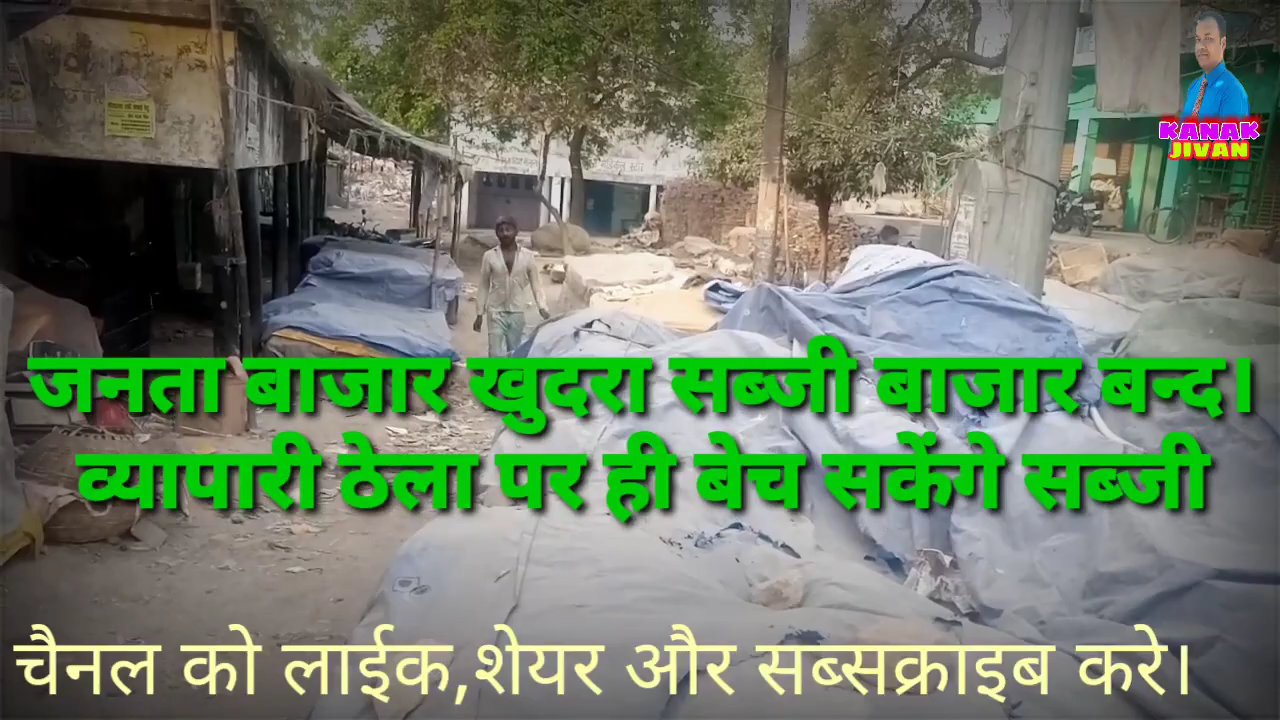 KANAK
JIVAN
जनता बाजार खुदरा सब्जी बाजार बन्द।
व्यापारी ठेला पर ही बेच सकेंगे सब्जी
चैनल को लाईक,शेयर और सब्सक्राइब करे।